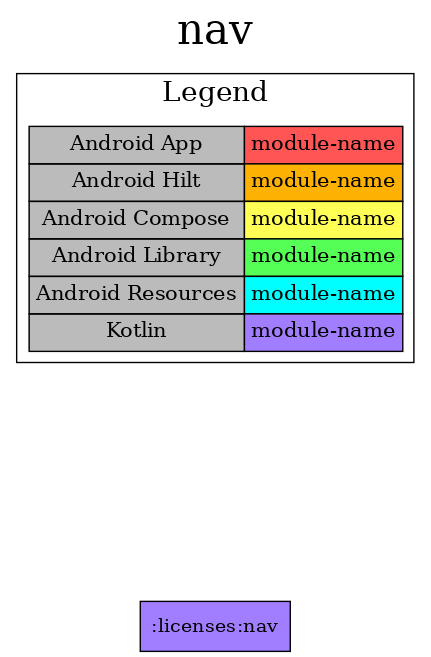 nav
Legend
Android App module-name
Android Hilt module-name
Android Compose module-name
Android Library module-name
Android Resources module-name
Kotlin module-name
:licenses:nav